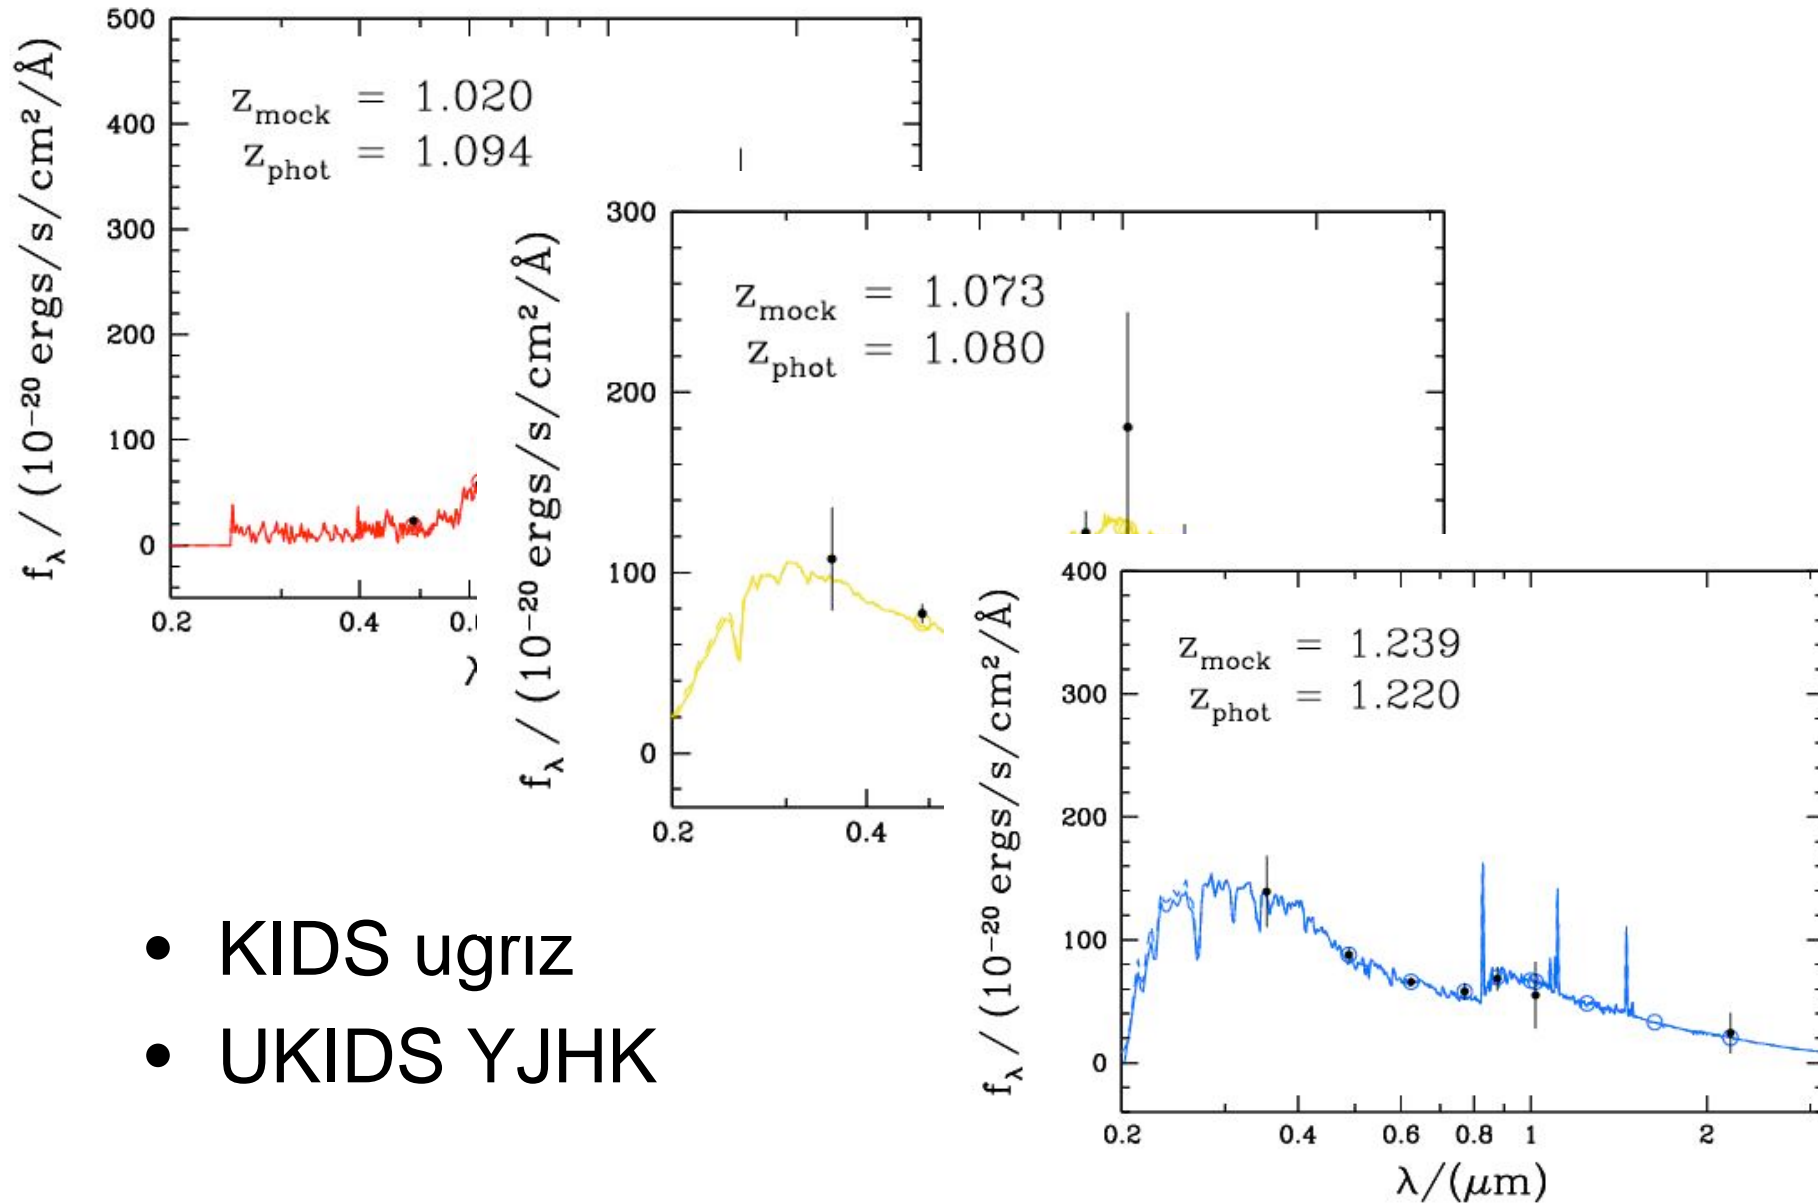 500
400
300
200
100
0
0.2
0.4
f_λ / (10⁻²⁰ ergs/s/cm²/Å)
z_mock = 1.020
z_phot = 1.094
λ
300
200
100
0
0.2
0.4
f_λ / (10⁻²⁰ ergs/s/cm²/Å)
z_mock = 1.073
z_phot = 1.080
400
300
200
100
0
0.2
0.4
0.6
0.8
1
2
f_λ / (10⁻²⁰ ergs/s/cm²/Å)
z_mock = 1.239
z_phot = 1.220
λ/(μm)
• KIDS ugrız
• UKIDS YJHK